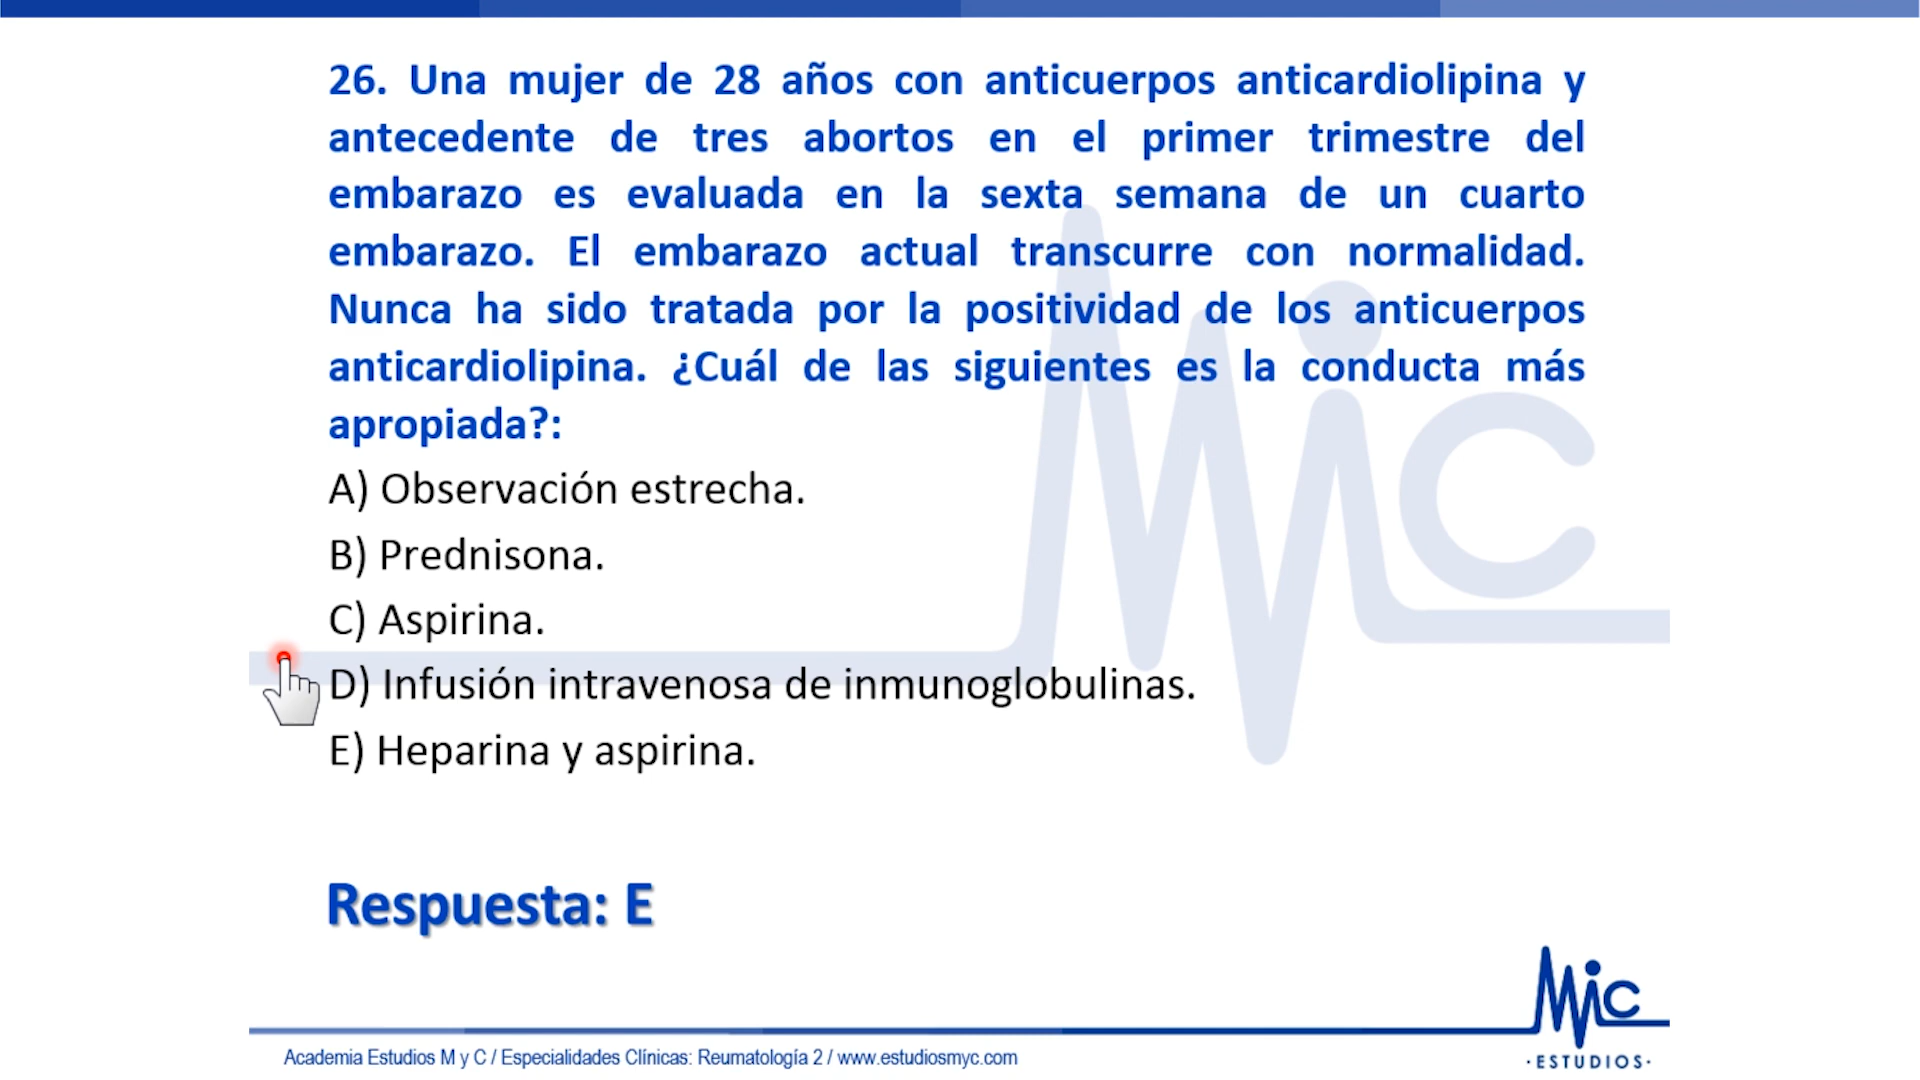 26. Una mujer de 28 años con anticuerpos anticardiolipina y
antecedente de tres abortos en el primer trimestre del
embarazo es evaluada en la sexta semana de un cuarto
embarazo. El embarazo actual transcurre con normalidad.
Nunca ha sido tratada por la positividad de los anticuerpos
anticardiolipina. ¿Cuál de las siguientes es la conducta más
apropiada?:
A) Observación estrecha.
B) Prednisona.
C) Aspirina.
D) Infusión intravenosa de inmunoglobulinas.
E) Heparina y aspirina.
Respuesta: E
MiC
MiC
·ESTUDIOS·
Academia Estudios M y C / Especialidades Clínicas: Reumatología 2 / www.estudiosmyc.com